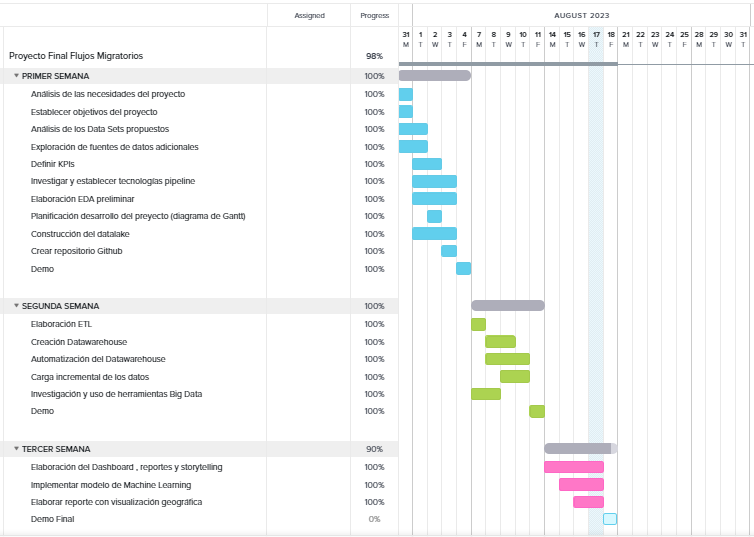 Assigned Progress AUGUST 2023
31 1 2 3 4 7 8 9 10 11 14 15 16 17 18 21 22 23 24 25 28 29 30 31
M T W T F M T W T F M T W T F M T W T F M T W T
Proyecto Final Flujos Migratorios 98%
PRIMER SEMANA 100%
Análisis de las necesidades del proyecto 100%
Establecer objetivos del proyecto 100%
Análisis de los Data Sets propuestos 100%
Exploración de fuentes de datos adicionales 100%
Definir KPIs 100%
Investigar y establecer tecnologías pipeline 100%
Elaboración EDA preliminar 100%
Planificación desarrollo del preyecto (diagrama de Gantt) 100%
Construcción del datalake 100%
Crear repositorio Github 100%
Demo 100%
SEGUNDA SEMANA 100%
Elaboración ETL 100%
Creación Datawarehouse 100%
Automatización del Datawarehouse 100%
Carga incremental de los datos 100%
Investigación y uso de herramientas Big Data 100%
Demo 100%
TERCER SEMANA 90%
Elaboración del Dashboard , reportes y storytelling 100%
Implementar modelo de Machine Learning 100%
Elaborar reporte con visualización geográfica 100%
Demo Final 0%